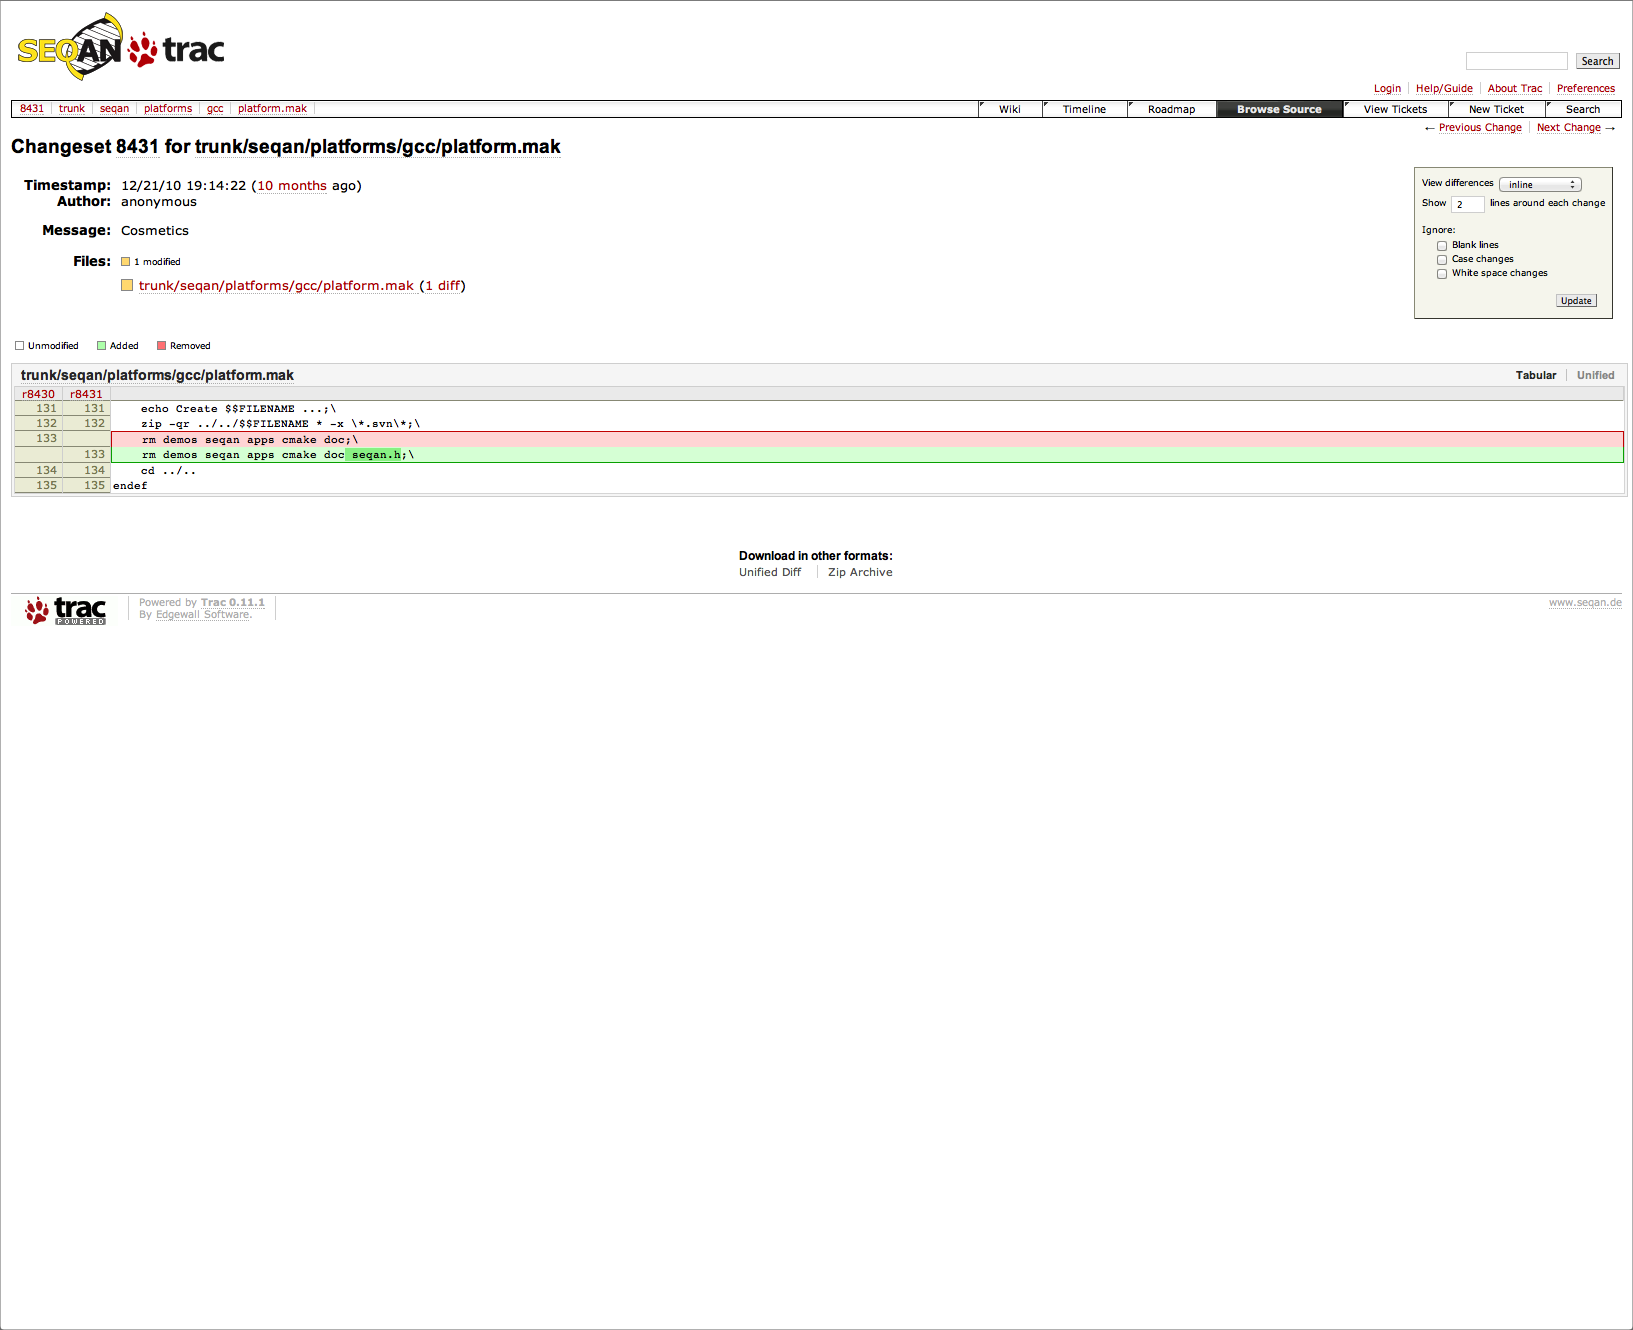 SEQAN trac
Search
Login Help/Guide About Trac Preferences
8431 trunk seqan platforms gcc platform.mak Wiki Timeline Roadmap Browse Source View Tickets New Ticket Search
← Previous Change Next Change →
Changeset 8431 for trunk/seqan/platforms/gcc/platform.mak
Timestamp: 12/21/10 19:14:22 (10 months ago)
Author: anonymous
Message: Cosmetics
Files: 1 modified
trunk/seqan/platforms/gcc/platform.mak (1 diff)
View differences inline
Show 2 lines around each change
Ignore:
Blank lines
Case changes
White space changes
Update
Unmodified Added Removed
trunk/seqan/platforms/gcc/platform.mak Tabular Unified
r8430 r8431
131 131 echo Create $$FILENAME ...;\
132 132 zip -qr ../../$$FILENAME * -x \*.svn\*;\
133 rm demos seqan apps cmake doc;\
133 rm demos seqan apps cmake doc seqan.h;\
134 134 cd ../..
135 135 endef
Download in other formats:
Unified Diff Zip Archive
trac POWERED
Powered by Trac 0.11.1
By Edgewall Software.
www.seqan.de